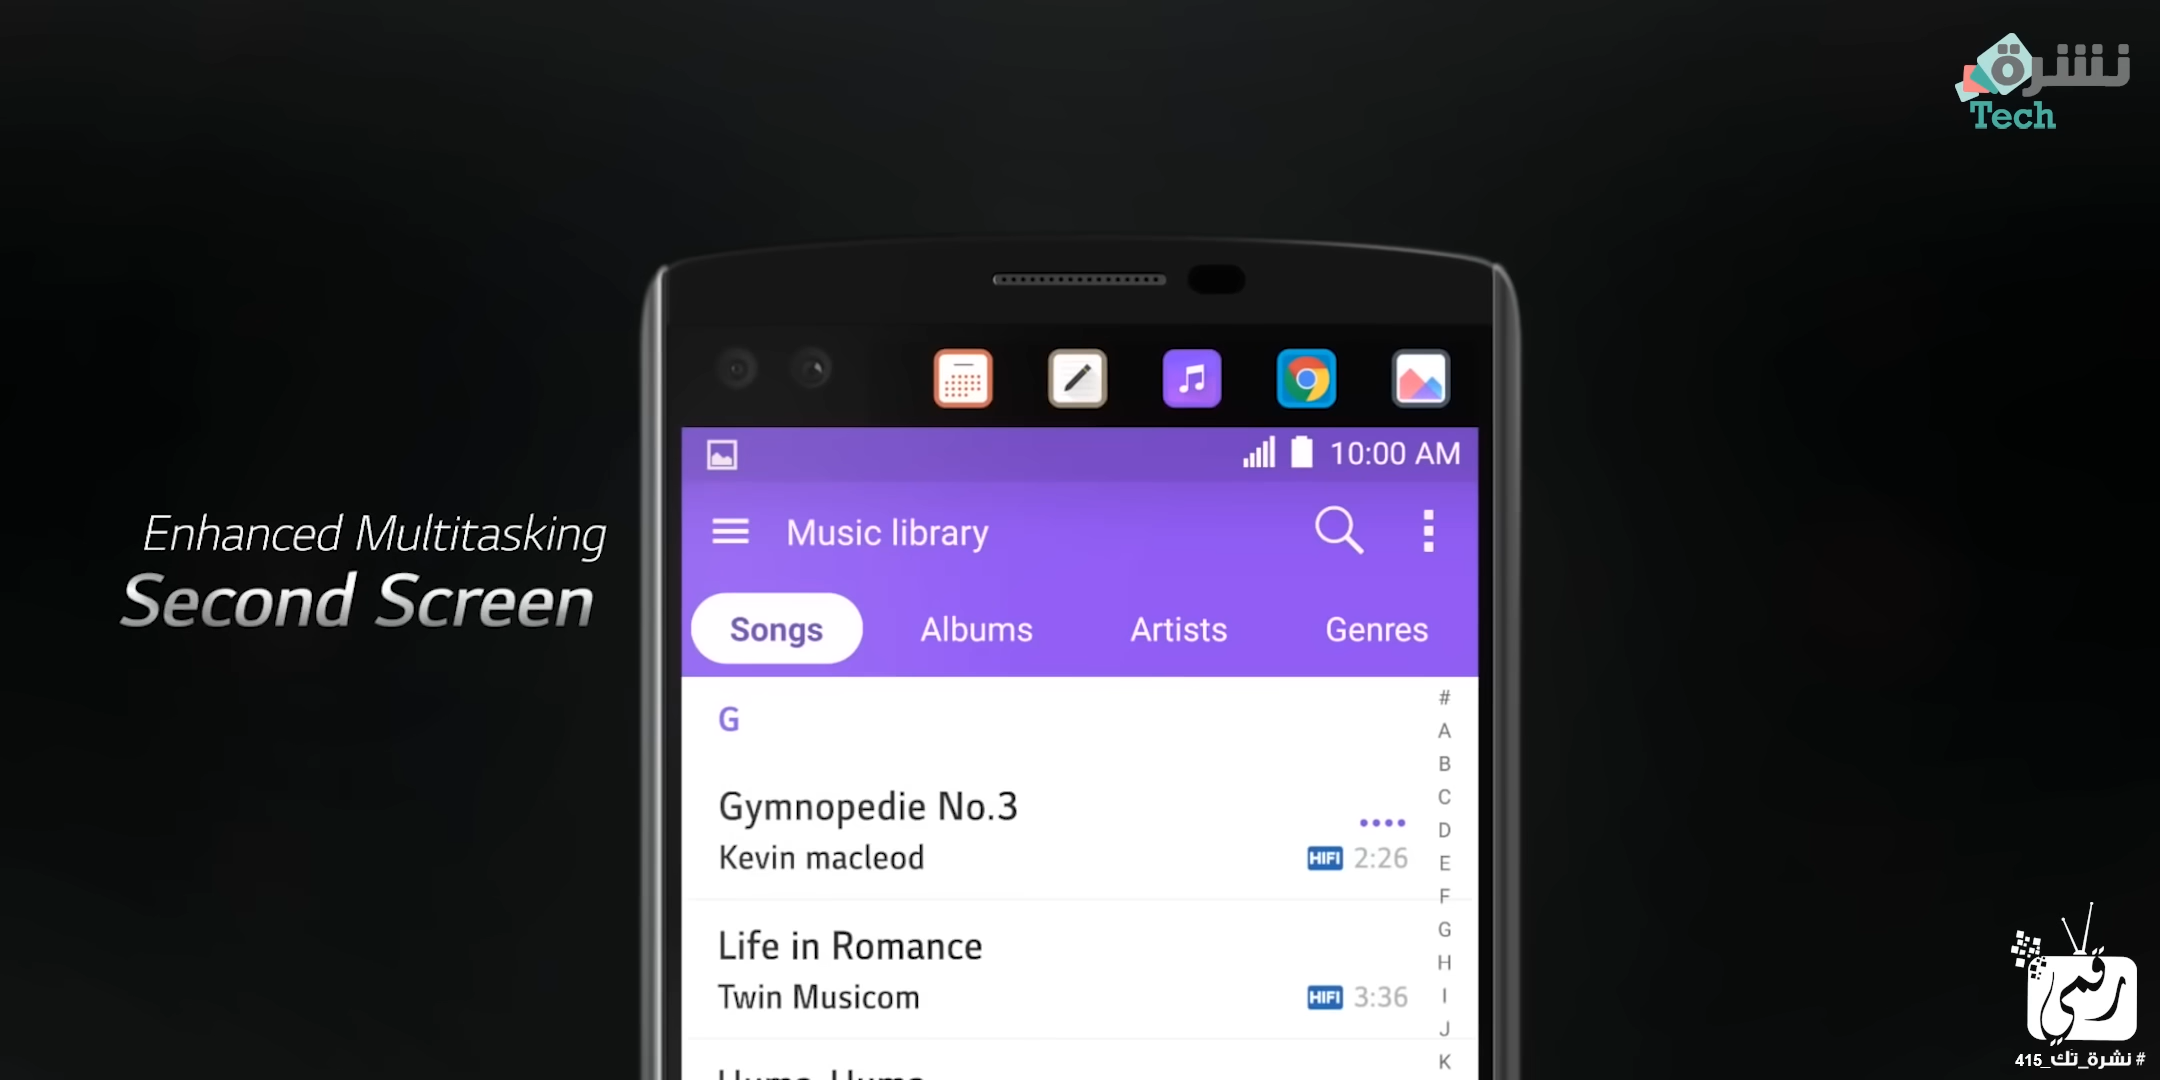 نشرة
Tech
Enhanced Multitasking
Second Screen
10:00 AM
Music library
Songs
Albums
Artists
Genres
G
Gymnopedie No.3
Kevin macleod
HIFI 2:26
Life in Romance
Twin Musicom
HIFI 3:36
#
A
B
C
D
E
F
G
H
I
J
K
رقمي
# نشرة_تك_415